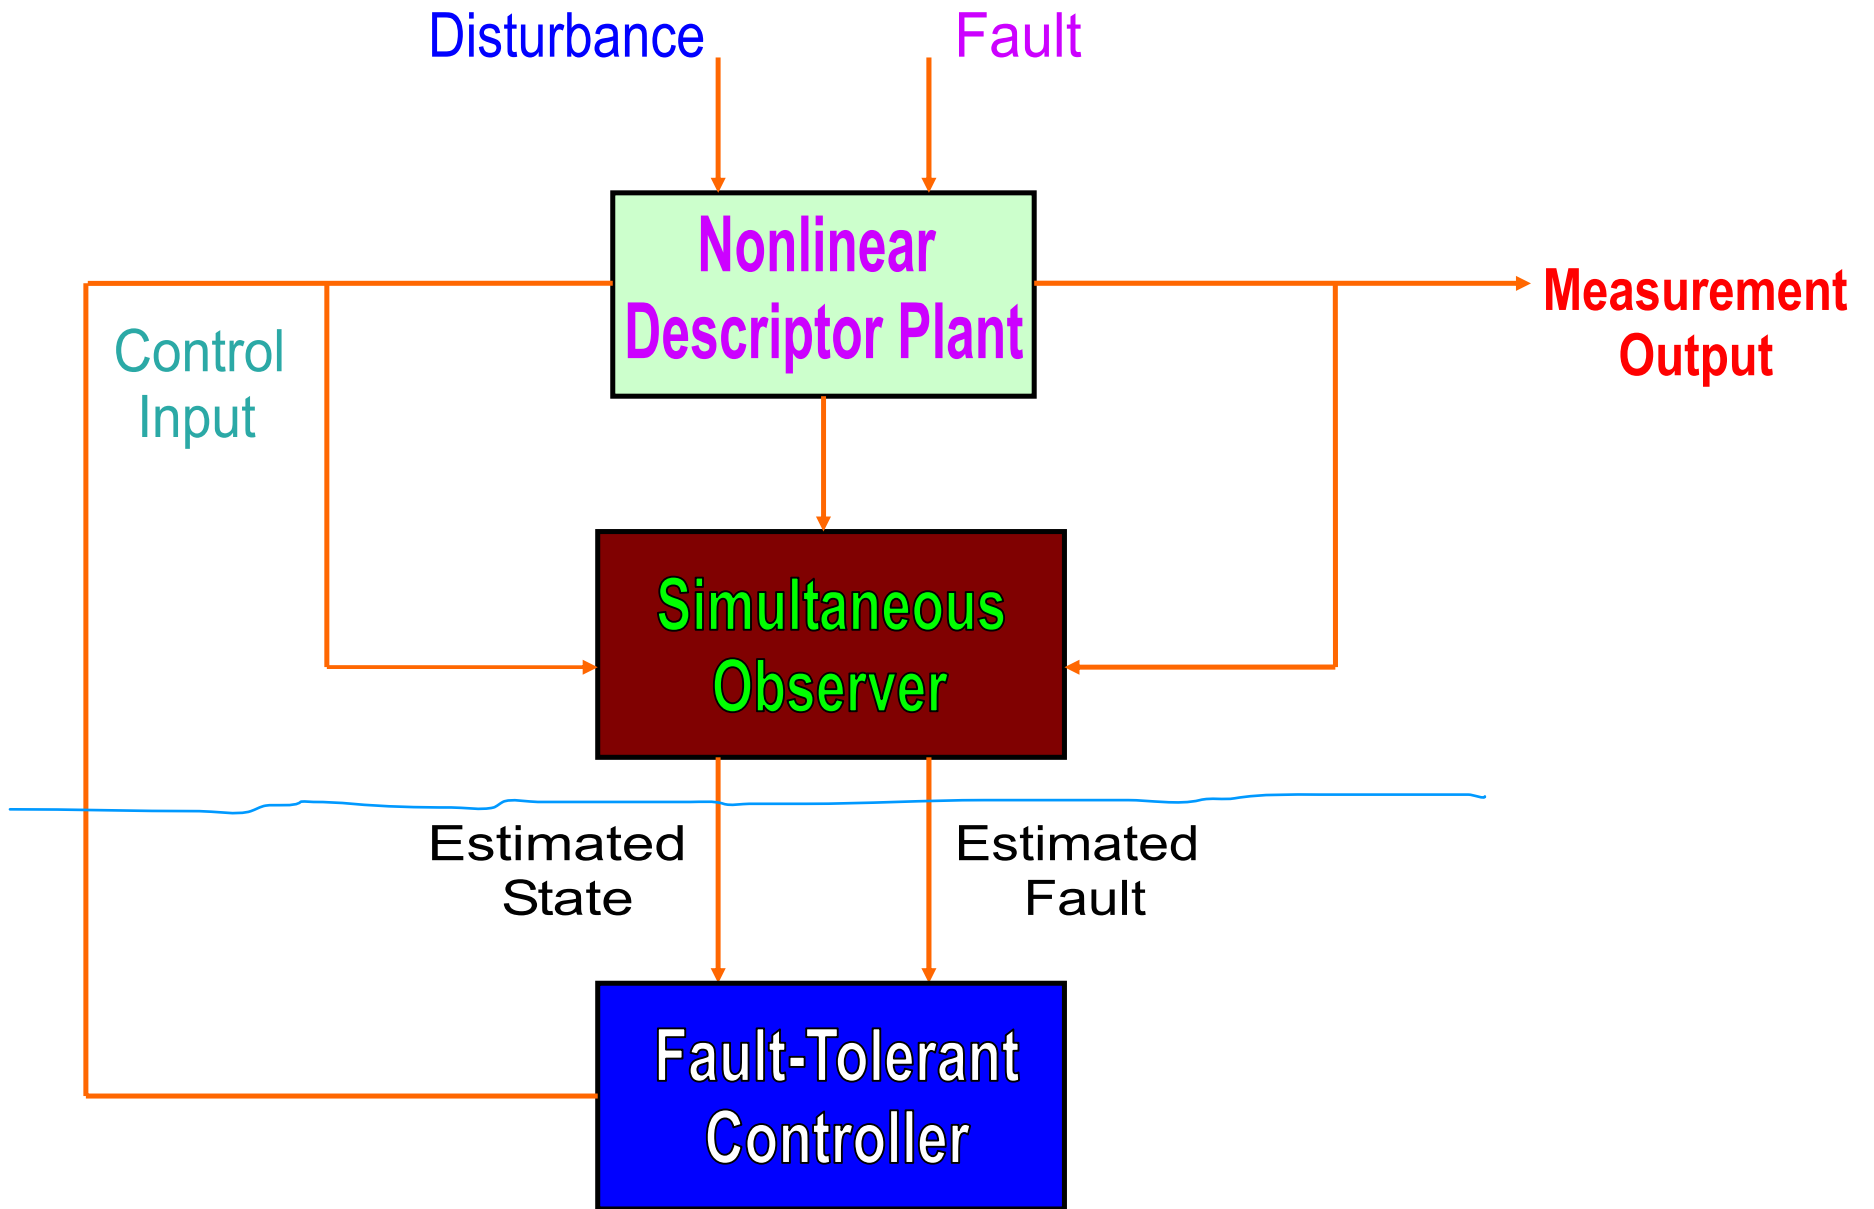 Disturbance
Fault
Nonlinear
Descriptor Plant
Measurement
Output
Control
Input
Simultaneous
Observer
Estimated
State
Estimated
Fault
Fault-Tolerant
Controller